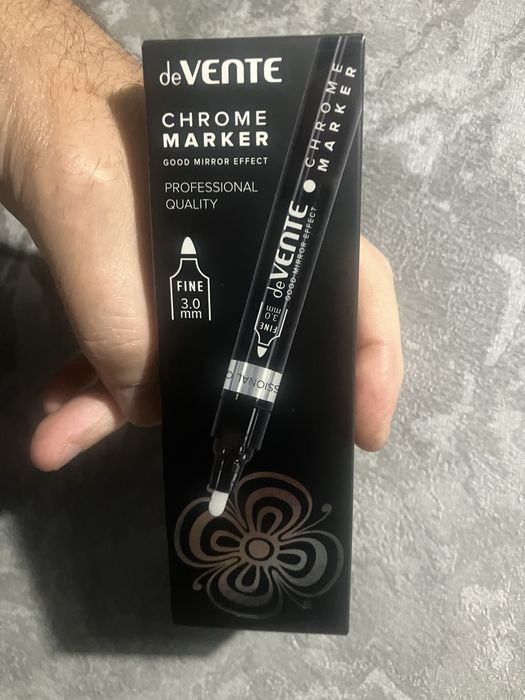 deVENTE
CHROME
MARKER
GOOD MIRROR EFFECT
PROFESSIONAL
QUALITY
FINE
3.0
mm
CHROME
MARKER
deVENTE
GOOD MIRROR EFFECT
FINE
3.0
mm
SSIONAL Q